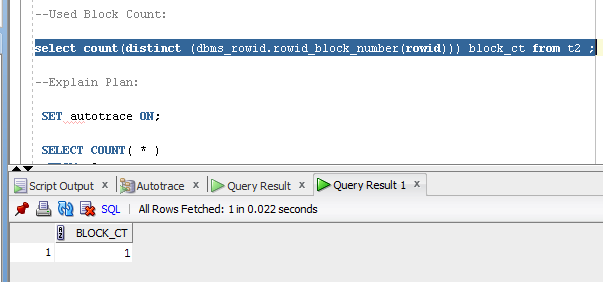 --Used Block Count:
select count(distinct (dbms_rowid.rowid_block_number(rowid))) block_ct from t2 ;
--Explain Plan:
SET autotrace ON;
SELECT COUNT( * )
Script Output x Autotrace x Query Result x Query Result 1 x
SQL | All Rows Fetched: 1 in 0.022 seconds
BLOCK_CT
1 1